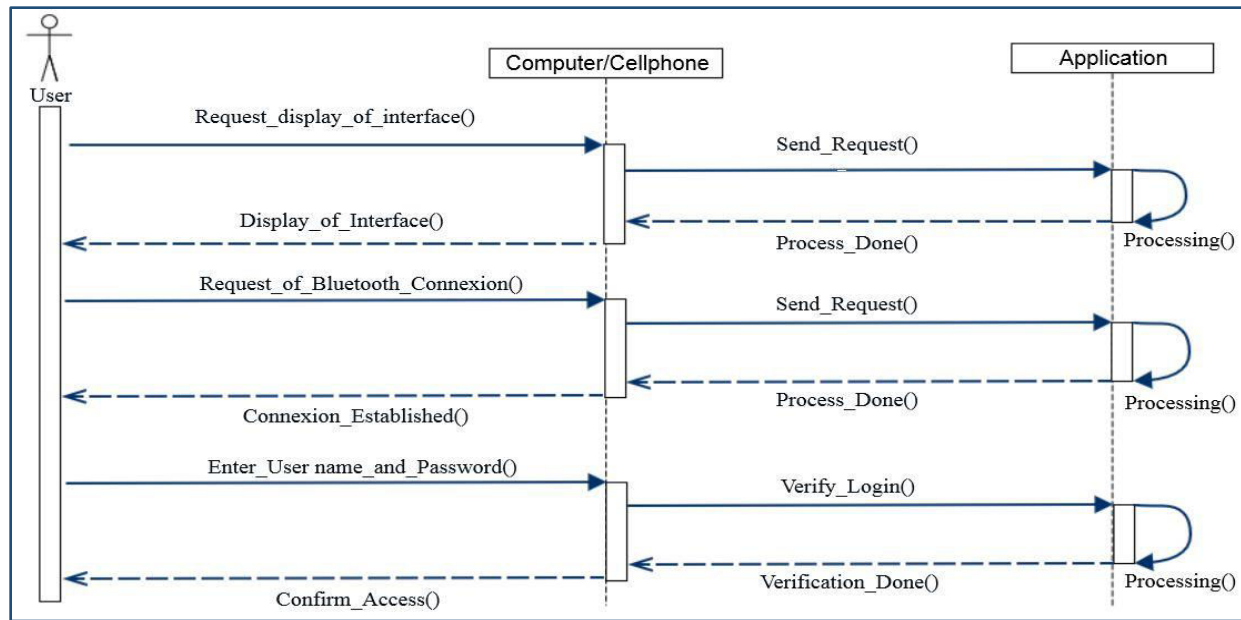 Computer/Cellphone
Application
User
Request_display_of_interface()
Send_Request()
Display_of_Interface()
Process_Done()
Processing()
Request_of_Bluetooth_Connexion()
Send_Request()
Connexion_Established()
Process_Done()
Processing()
Enter_User name_and_Password()
Verify_Login()
Confirm_Access()
Verification_Done()
Processing()